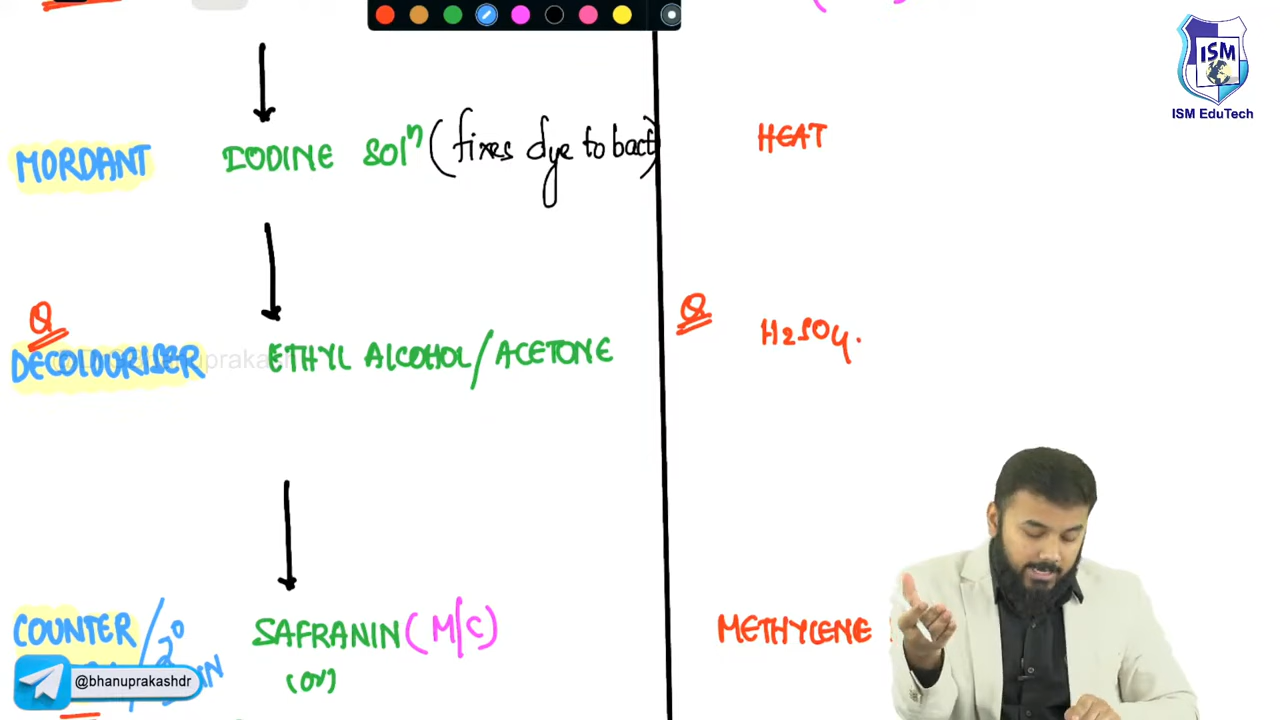 ISM
ISM EduTech
MORDANT IODINE Solⁿ (fixes dye to bact) HEAT
Q Q
DECOLOURISER ETHYL ALCOHOL/ACETONE H2SO4.
COUNTER / 2⁰ SAFRANIN (M/C) METHYLENE
(or)
@bhanuprakashdr